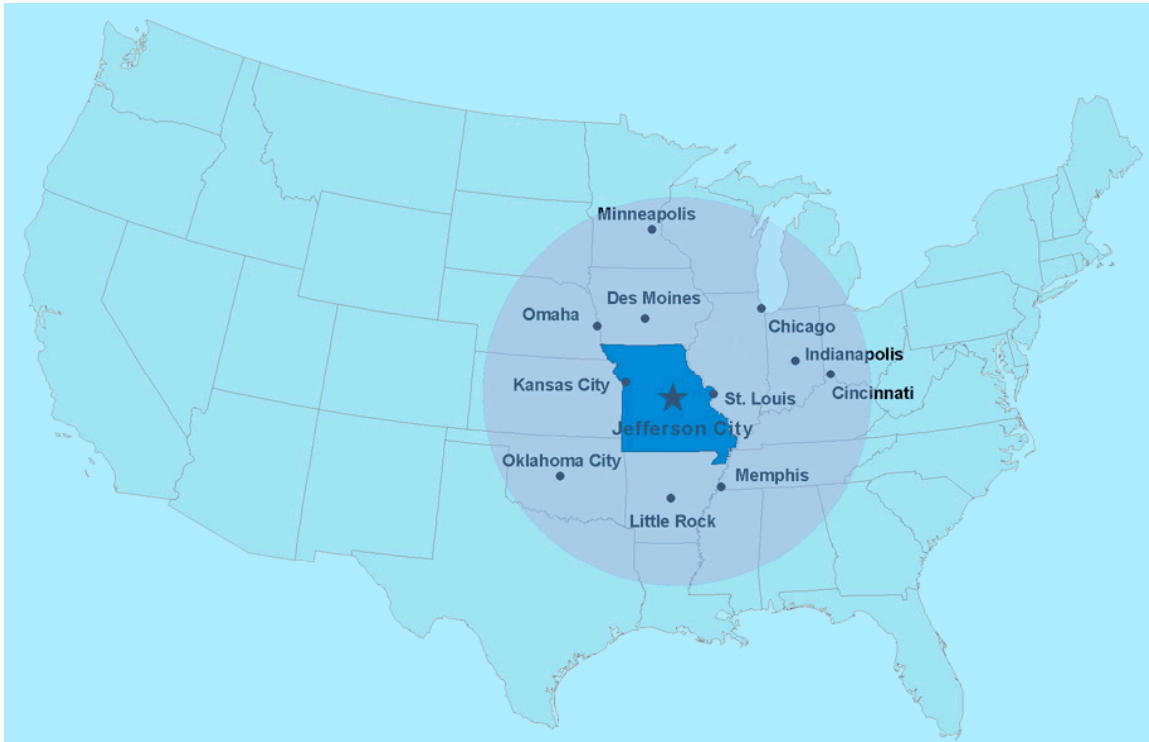 Minneapolis
Des Moines
Omaha
Chicago
Indianapolis
Kansas City
Cincinnati
St. Louis
Jefferson City
Oklahoma City
Memphis
Little Rock